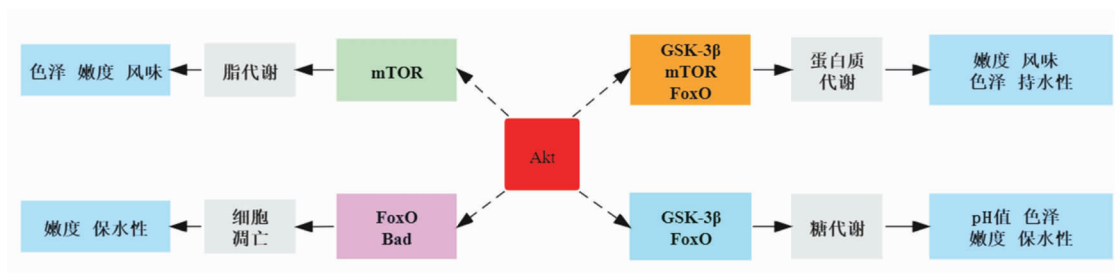 色泽 嫩度 风味
脂代谢
mTOR
GSK-3β
mTOR
FoxO
蛋白质
代谢
嫩度 风味
色泽 持水性
Akt
嫩度 保水性
细胞
凋亡
FoxO
Bad
GSK-3β
FoxO
糖代谢
pH值 色泽
嫩度 保水性